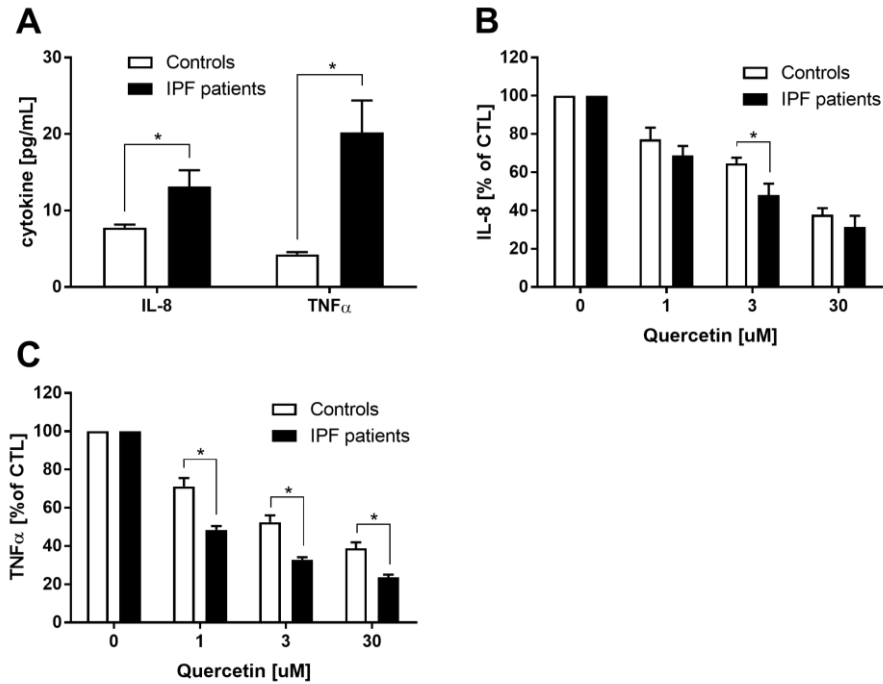 A
cytokine [pg/mL]
30
20
10
0
Controls
IPF patients
*
*
IL-8
TNFα
B
IL-8 [% of CTL]
120
100
80
60
40
20
0
Controls
IPF patients
*
0 1 3 30
Quercetin [uM]
C
TNFα [%of CTL]
120
100
80
60
40
20
0
Controls
IPF patients
*
*
*
0 1 3 30
Quercetin [uM]